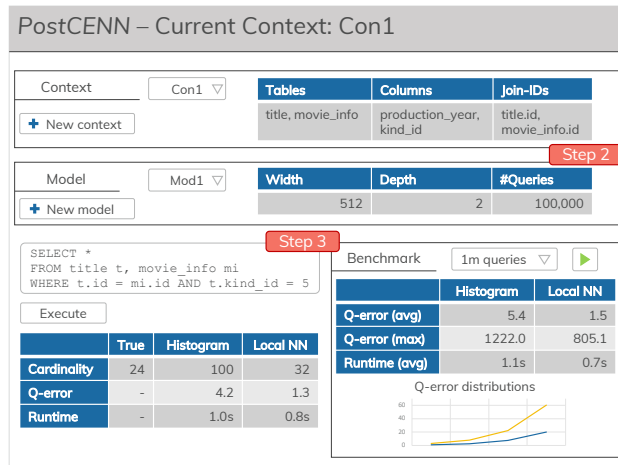 PostCENN – Current Context: Con1
Context
Con1
New context
Tables Columns Join-IDs
title, movie_info production_year, title.id,
kind_id movie_info.id
Step 2
Model
Mod1
New model
Width Depth #Queries
512 2 100,000
Step 3
SELECT *
FROM title t, movie_info mi
WHERE t.id = mi.id AND t.kind_id = 5
Execute
True Histogram Local NN
Cardinality 24 100 32
Q-error - 4.2 1.3
Runtime - 1.0s 0.8s
Benchmark
1m queries
Histogram Local NN
Q-error (avg) 5.4 1.5
Q-error (max) 1222.0 805.1
Runtime (avg) 1.1s 0.7s
Q-error distributions
60
40
20
0